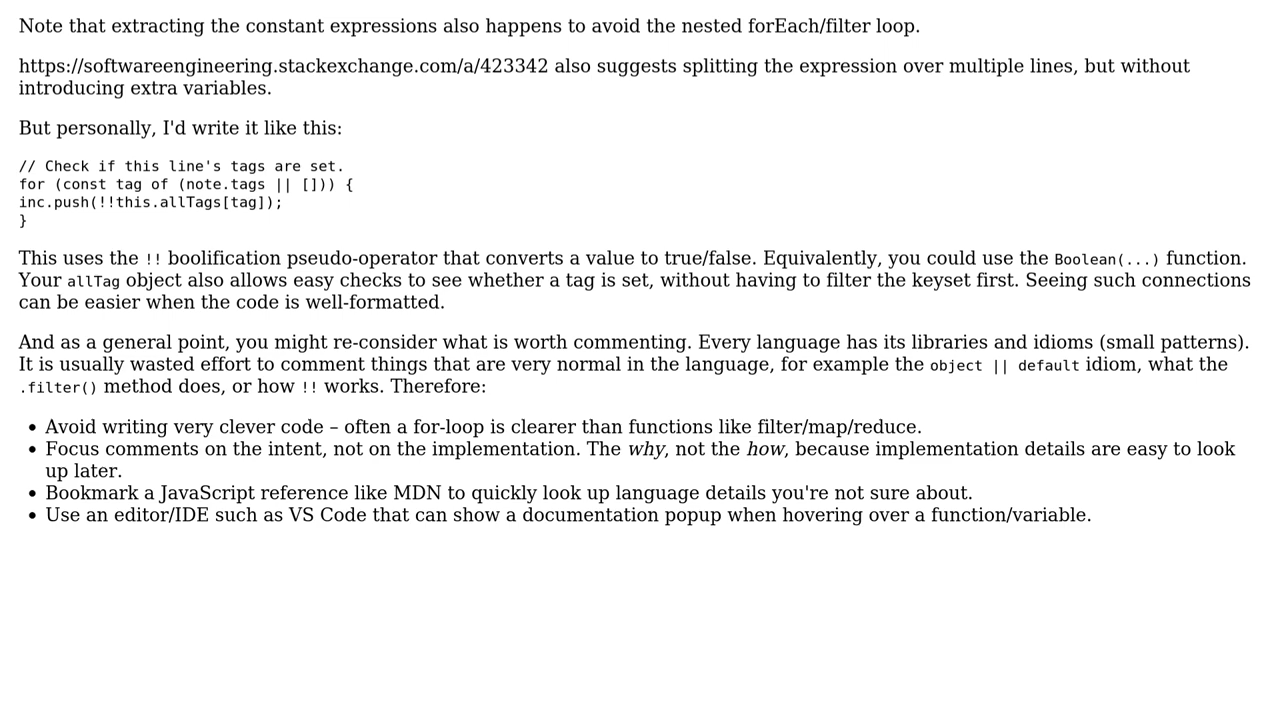 Note that extracting the constant expressions also happens to avoid the nested forEach/filter loop.
https://softwareengineering.stackexchange.com/a/423342 also suggests splitting the expression over multiple lines, but without
introducing extra variables.
But personally, I'd write it like this:
// Check if this line's tags are set.
for (const tag of (note.tags || [])) {
inc.push(!!this.allTags[tag]);
}
This uses the !! boolification pseudo-operator that converts a value to true/false. Equivalently, you could use the Boolean(...) function.
Your allTag object also allows easy checks to see whether a tag is set, without having to filter the keyset first. Seeing such connections
can be easier when the code is well-formatted.
And as a general point, you might re-consider what is worth commenting. Every language has its libraries and idioms (small patterns).
It is usually wasted effort to comment things that are very normal in the language, for example the object || default idiom, what the
.filter() method does, or how !! works. Therefore:
• Avoid writing very clever code – often a for-loop is clearer than functions like filter/map/reduce.
• Focus comments on the intent, not on the implementation. The why, not the how, because implementation details are easy to look
up later.
• Bookmark a JavaScript reference like MDN to quickly look up language details you're not sure about.
• Use an editor/IDE such as VS Code that can show a documentation popup when hovering over a function/variable.